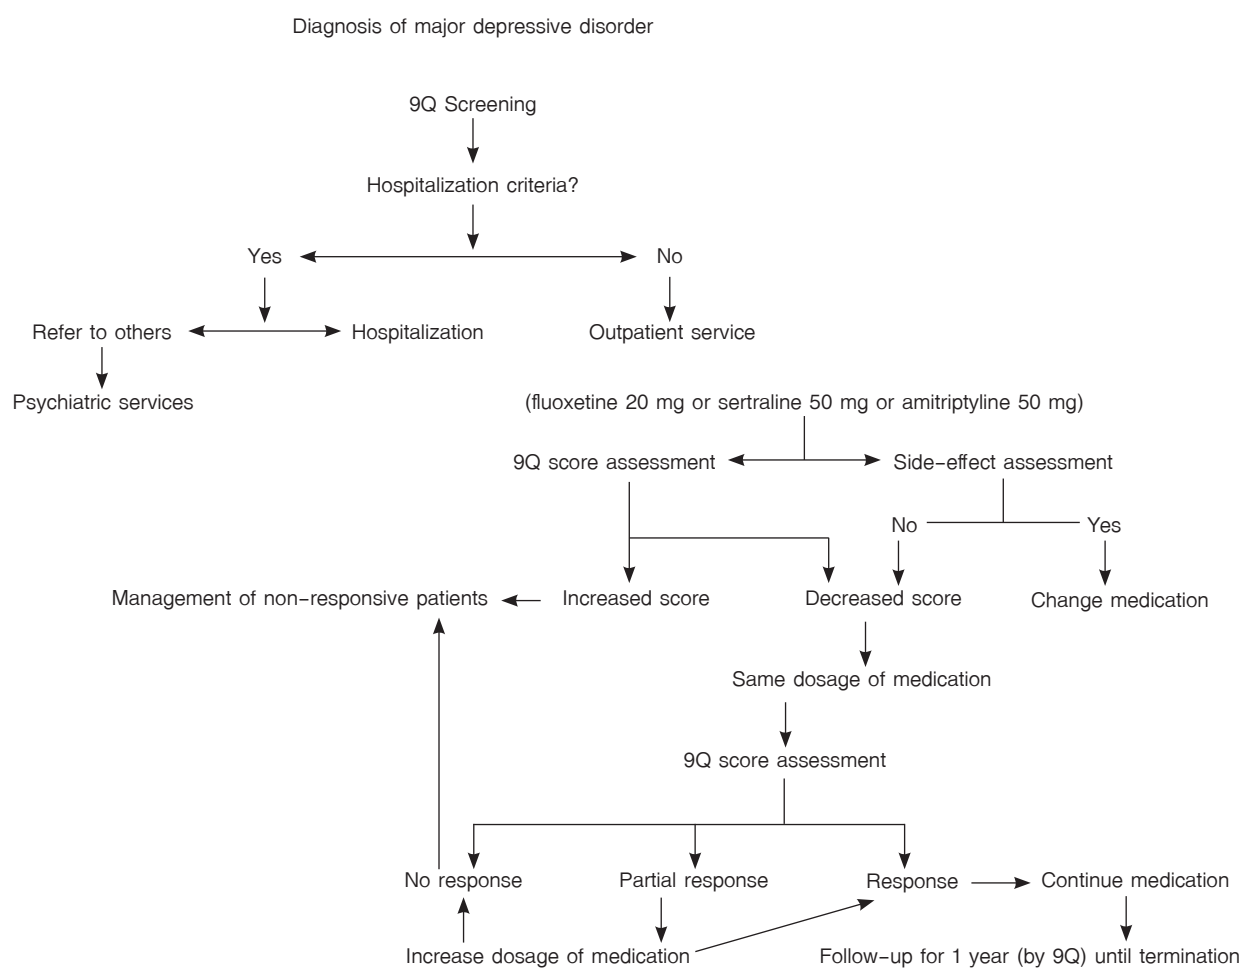 Diagnosis of major depressive disorder
9Q Screening
Hospitalization criteria?
Yes
No
Refer to others
Hospitalization
Outpatient service
Psychiatric services
(fluoxetine 20 mg or sertraline 50 mg or amitriptyline 50 mg)
9Q score assessment
Side-effect assessment
No
Yes
Management of non-responsive patients
Increased score
Decreased score
Change medication
Same dosage of medication
9Q score assessment
No response
Partial response
Response
Continue medication
Increase dosage of medication
Follow-up for 1 year (by 9Q) until termination